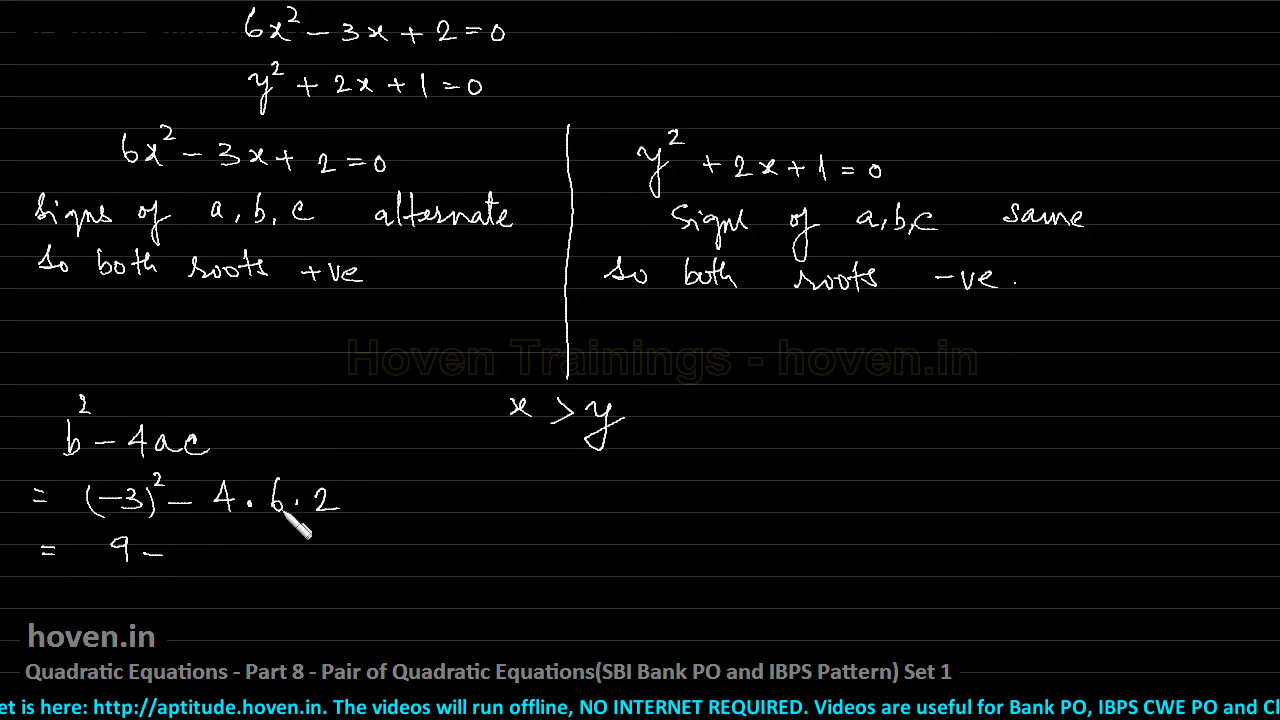 6x² - 3x + 2 = 0
y² + 2x + 1 = 0
6x² - 3x + 2 = 0
Signs of a, b, c alternate
So both roots +ve
y² + 2x + 1 = 0
Signs of a, b, c same
So both roots -ve.
Hoven Trainings - hoven.in
x > y
b² - 4ac
= (-3)² - 4 · 6 · 2
= 9 -
hoven.in
Quadratic Equations - Part 8 - Pair of Quadratic Equations(SBI Bank PO and IBPS Pattern) Set 1
et is here: http://aptitude.hoven.in. The videos will run offline, NO INTERNET REQUIRED. Videos are useful for Bank PO, IBPS CWE PO and Cl